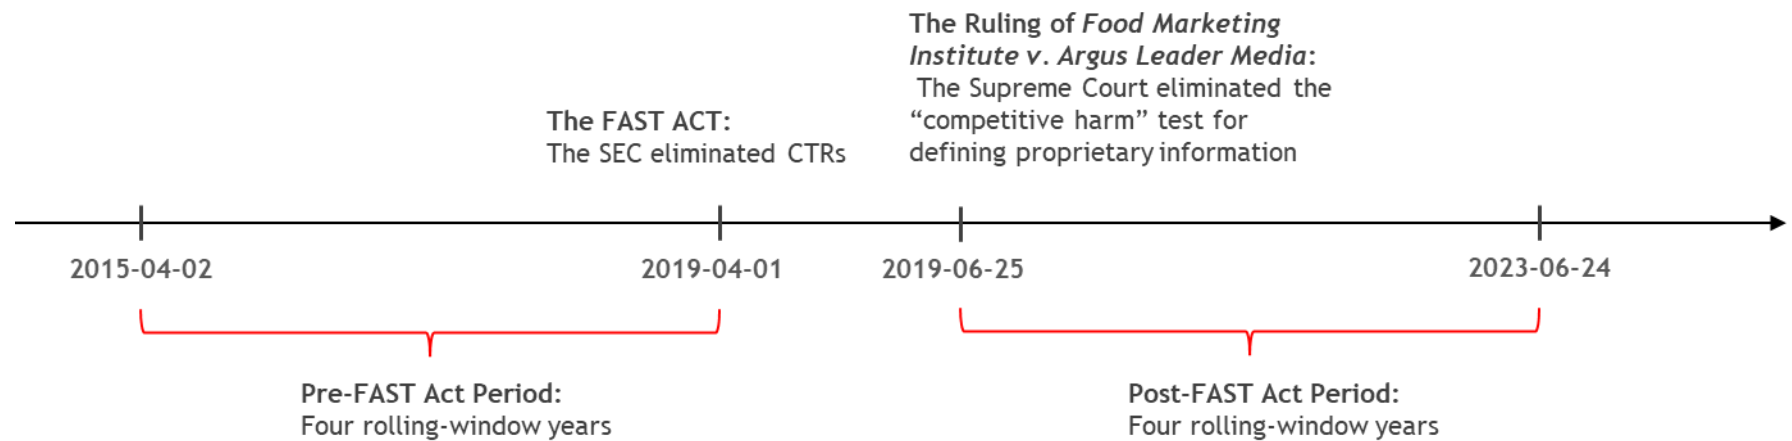 The Ruling of Food Marketing
Institute v. Argus Leader Media:
The Supreme Court eliminated the
“competitive harm” test for
defining proprietary information
The FAST ACT:
The SEC eliminated CTRs
2015-04-02
2019-04-01
2019-06-25
2023-06-24
Pre-FAST Act Period:
Four rolling-window years
Post-FAST Act Period:
Four rolling-window years